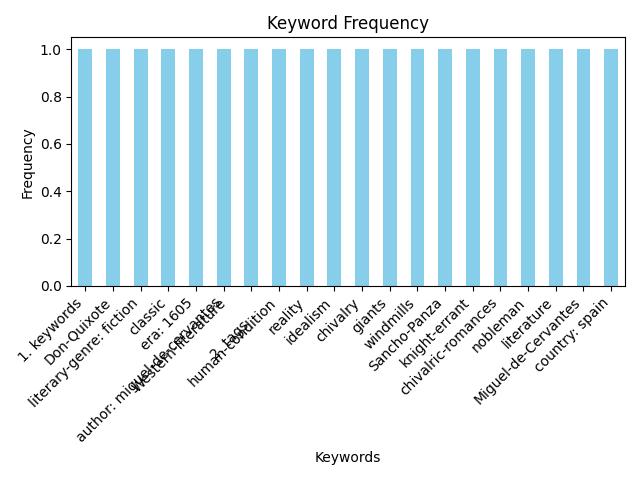 Keyword Frequency
Frequency
1.0
0.8
0.6
0.4
0.2
0.0
1. keywords
Don-Quixote
literary-genre: fiction
classic
era: 1605
author: miguel-de-cervantes
Western-literature
2. tags
human-condition
reality
idealism
chivalry
giants
windmills
Sancho-Panza
knight-errant
chivalric-romances
nobleman
literature
Miguel-de-Cervantes
country: spain
Keywords